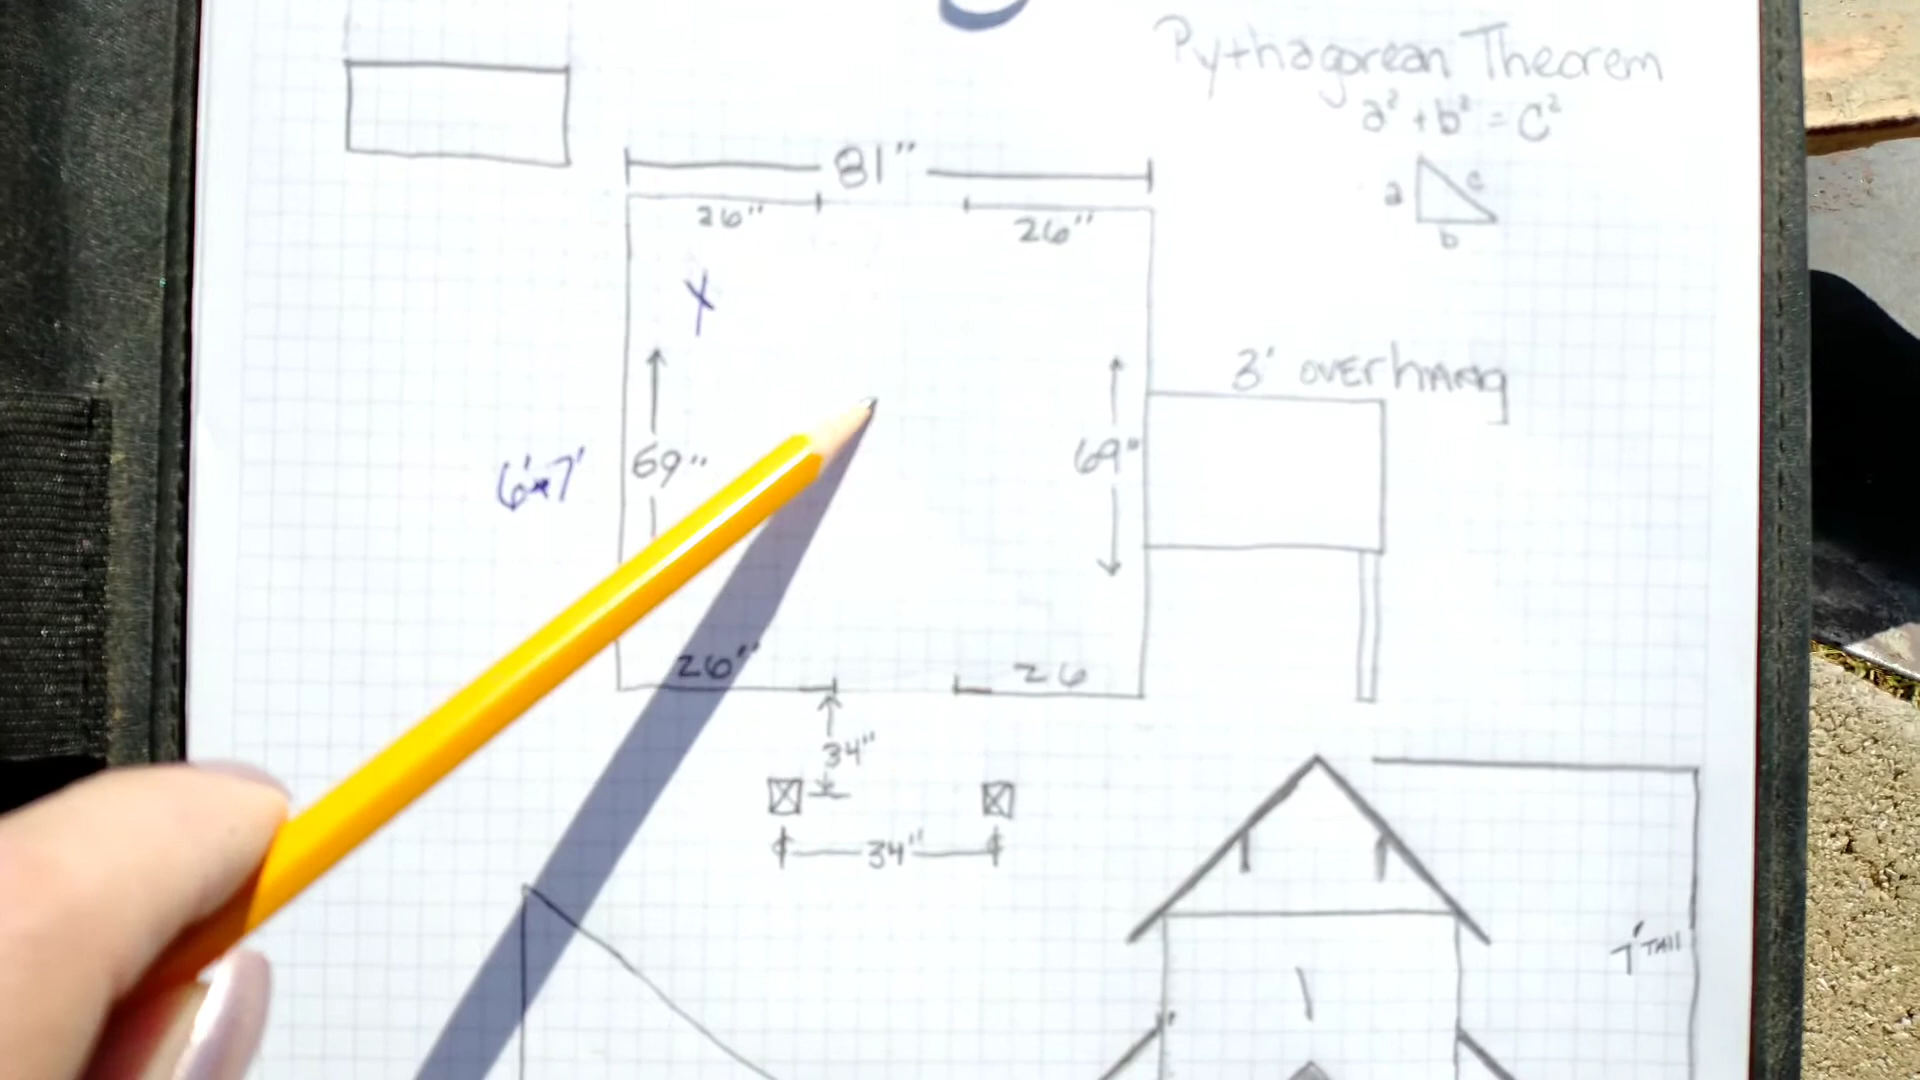 Pythagorean Theorem
a² + b² = c²
81"
26"
26"
a
c
b
Y
3' OVERHANG
6'x7'
69"
69"
26"
26
34"
34"
7' TALL